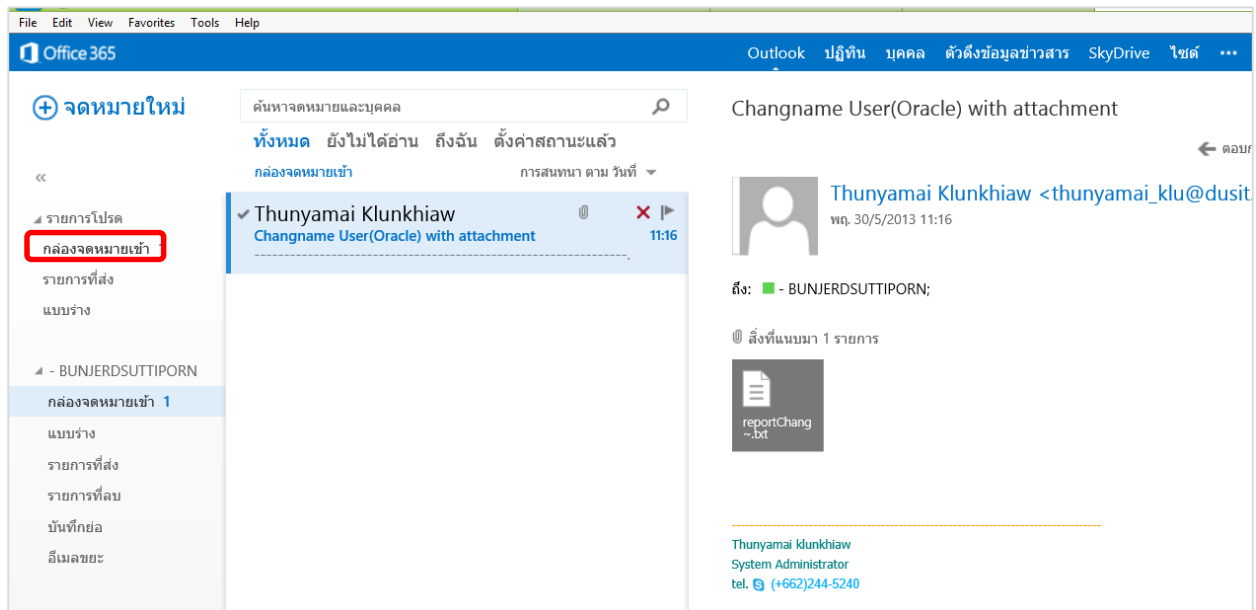 File Edit View Favorites Tools Help
Office 365
Outlook ปฏิทิน บุคคล ตัวดึงข้อมูลข่าวสาร SkyDrive ไซต์ •••
จดหมายใหม่
«
รายการโปรด
กล่องจดหมายเข้า
รายการที่ส่ง
แบบร่าง
- BUNJERDSUTTIPORN
กล่องจดหมายเข้า 1
แบบร่าง
รายการที่ส่ง
รายการที่ลบ
บันทึกย่อ
อีเมลขยะ
ค้นหาจดหมายและบุคคล
ทั้งหมด ยังไม่ได้อ่าน ถึงฉัน ตั้งค่าสถานะแล้ว
กล่องจดหมายเข้า การสนทนา ตาม วันที่
Thunyamai Klunkhiaw
Changname User(Oracle) with attachment 11:16
Changname User(Oracle) with attachment
Thunyamai Klunkhiaw <thunyamai_klu@dusit.
พฤ. 30/5/2013 11:16
ถึง: - BUNJERDSUTTIPORN;
สิ่งที่แนบมา 1 รายการ
reportChang
~.txt
Thunyamai klunkhiaw
System Administrator
tel. (+662)244-5240